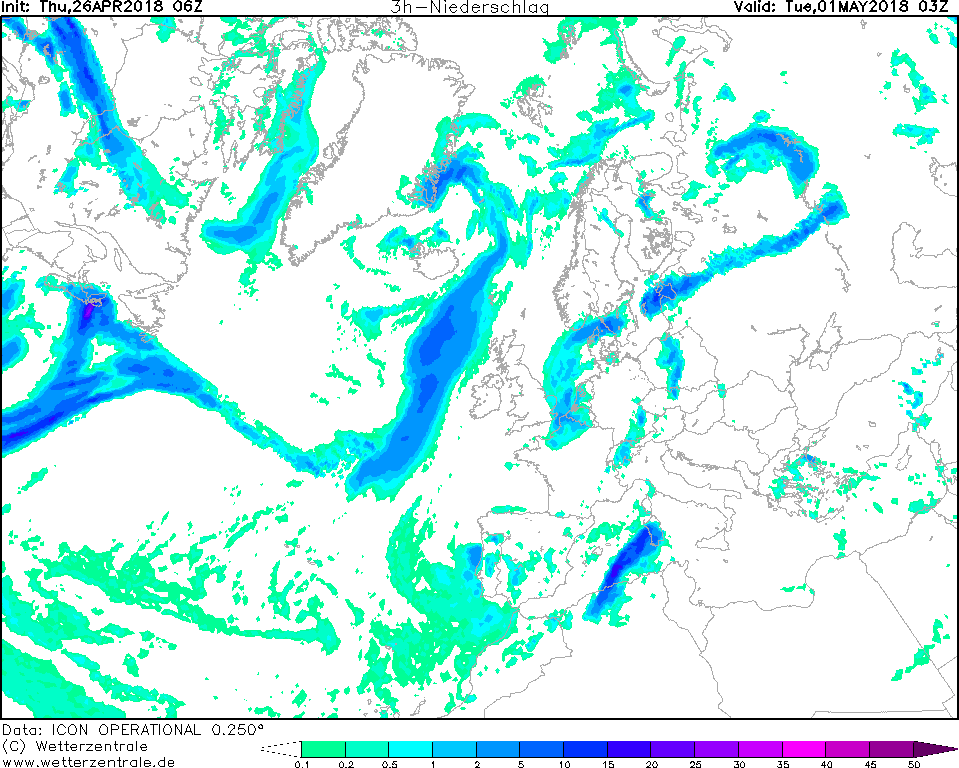 Init: Thu,26APR2018 06Z 3h-Niederschlag Valid: Tue,01MAY2018 03Z
Data: ICON OPERATIONAL 0.250°
(C) Wetterzentrale
www.wetterzentrale.de
0.1 0.2 0.5 1 2 5 10 15 20 25 30 35 40 45 50